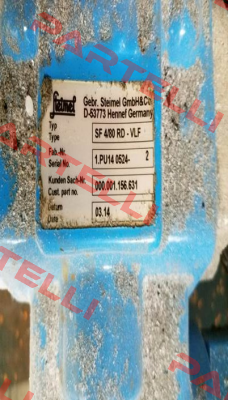 Steimel
Gebr. Steimel GmbH&Co
D-53773 Hennef Germany
Typ
Type
SF 4/80 RD - VLF
Fab.-Nr.
Serial No.
1.PU14 0524- 2
Kunden Sach-Nr.
Cust. part no.
000.001.156.631
Datum
Date
03.14
PARTELLI
PARTELLI
PARTELLI